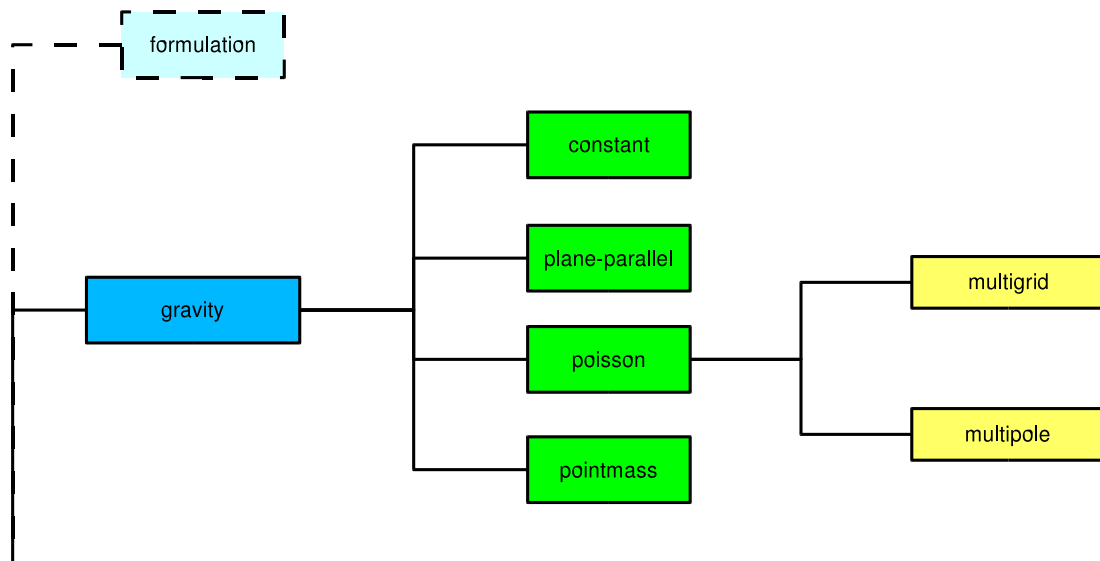 formulation
constant
plane-parallel
multigrid
gravity
poisson
multipole
pointmass